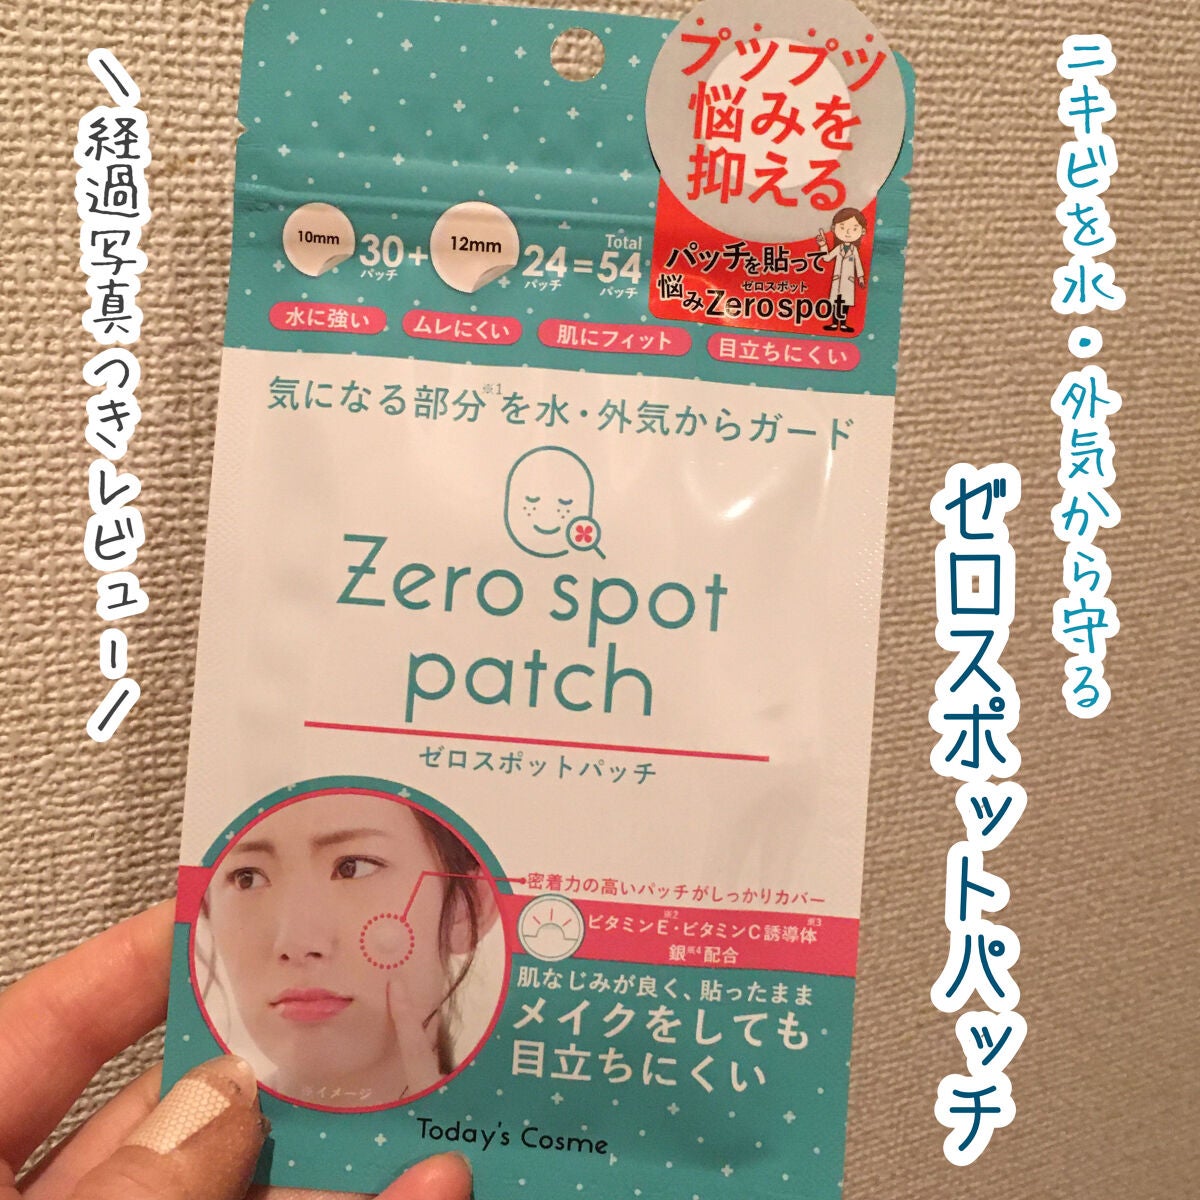 ニキビを水・外気から守る
ゼロスポットパッチ
\経過写真つきレビュー/
プツプツ
悩みを
抑える
パッチを貼って
ゼロスポット
悩みZero spot
10mm
30
パッチ
+
12mm
24
パッチ
=
Total
54
パッチ
水に強い
ムレにくい
肌にフィット
目立ちにくい
気になる部分※1を水・外気からガード
Zero spot
patch
ゼロスポットパッチ
密着力の高いパッチがしっかりカバー
ビタミンE※2・ビタミンC誘導体※3
銀※4配合
肌なじみが良く、貼ったまま
メイクをしても
目立ちにくい
※イメージ
Today's Cosme